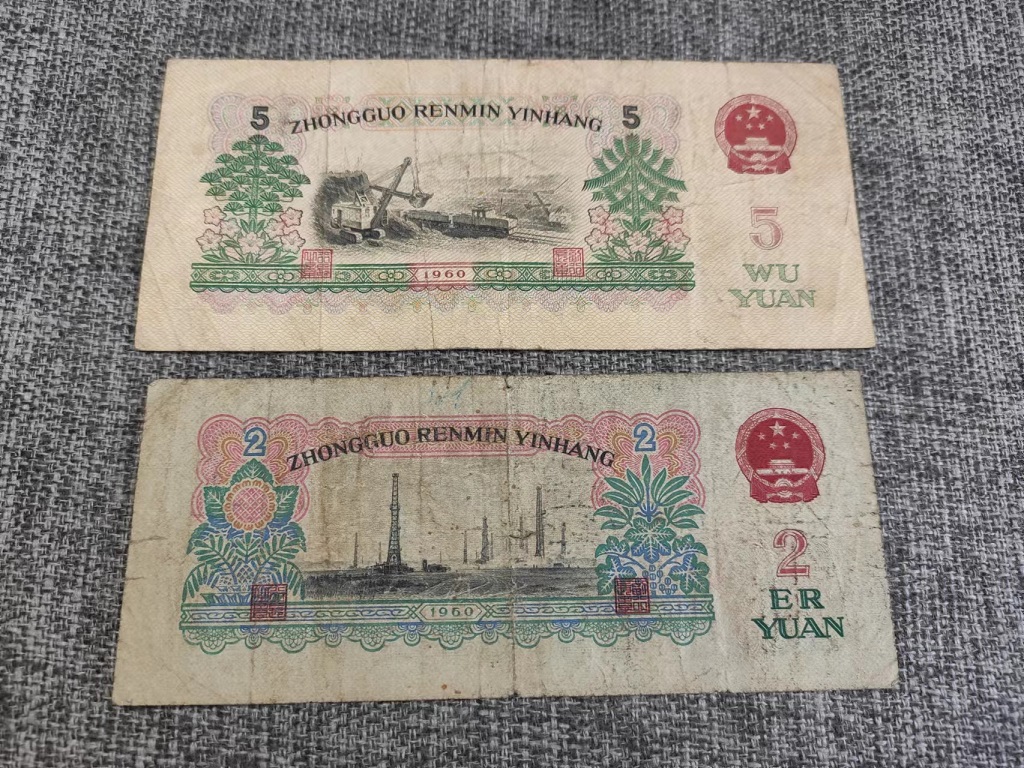 5 ZHONGGUO RENMIN YINHANG 5
1960
5
WU
YUAN
2 ZHONGGUO RENMIN YINHANG 2
1960
2
ER
YUAN